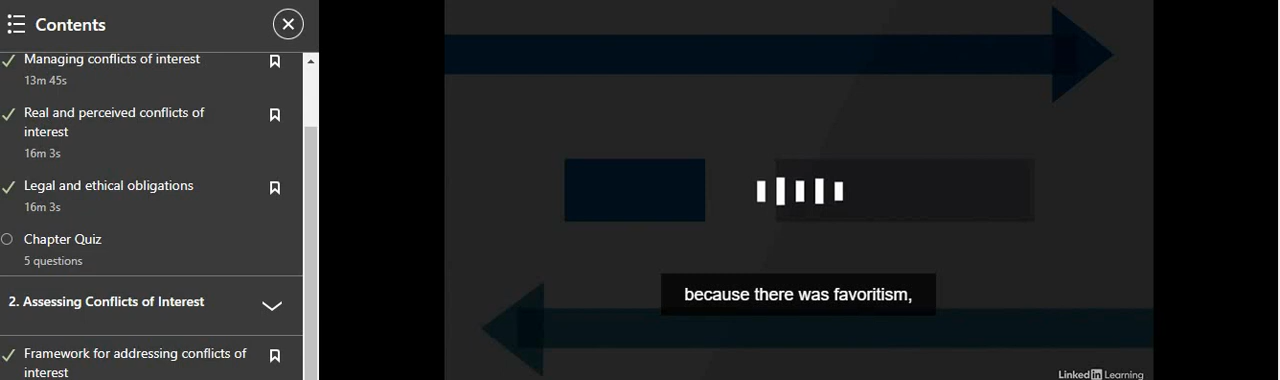 Contents
Managing conflicts of interest
13m 45s
Real and perceived conflicts of
interest
16m 3s
Legal and ethical obligations
16m 3s
Chapter Quiz
5 questions
2. Assessing Conflicts of Interest
Framework for addressing conflicts of
interest
because there was favoritism,
Linked in Learning